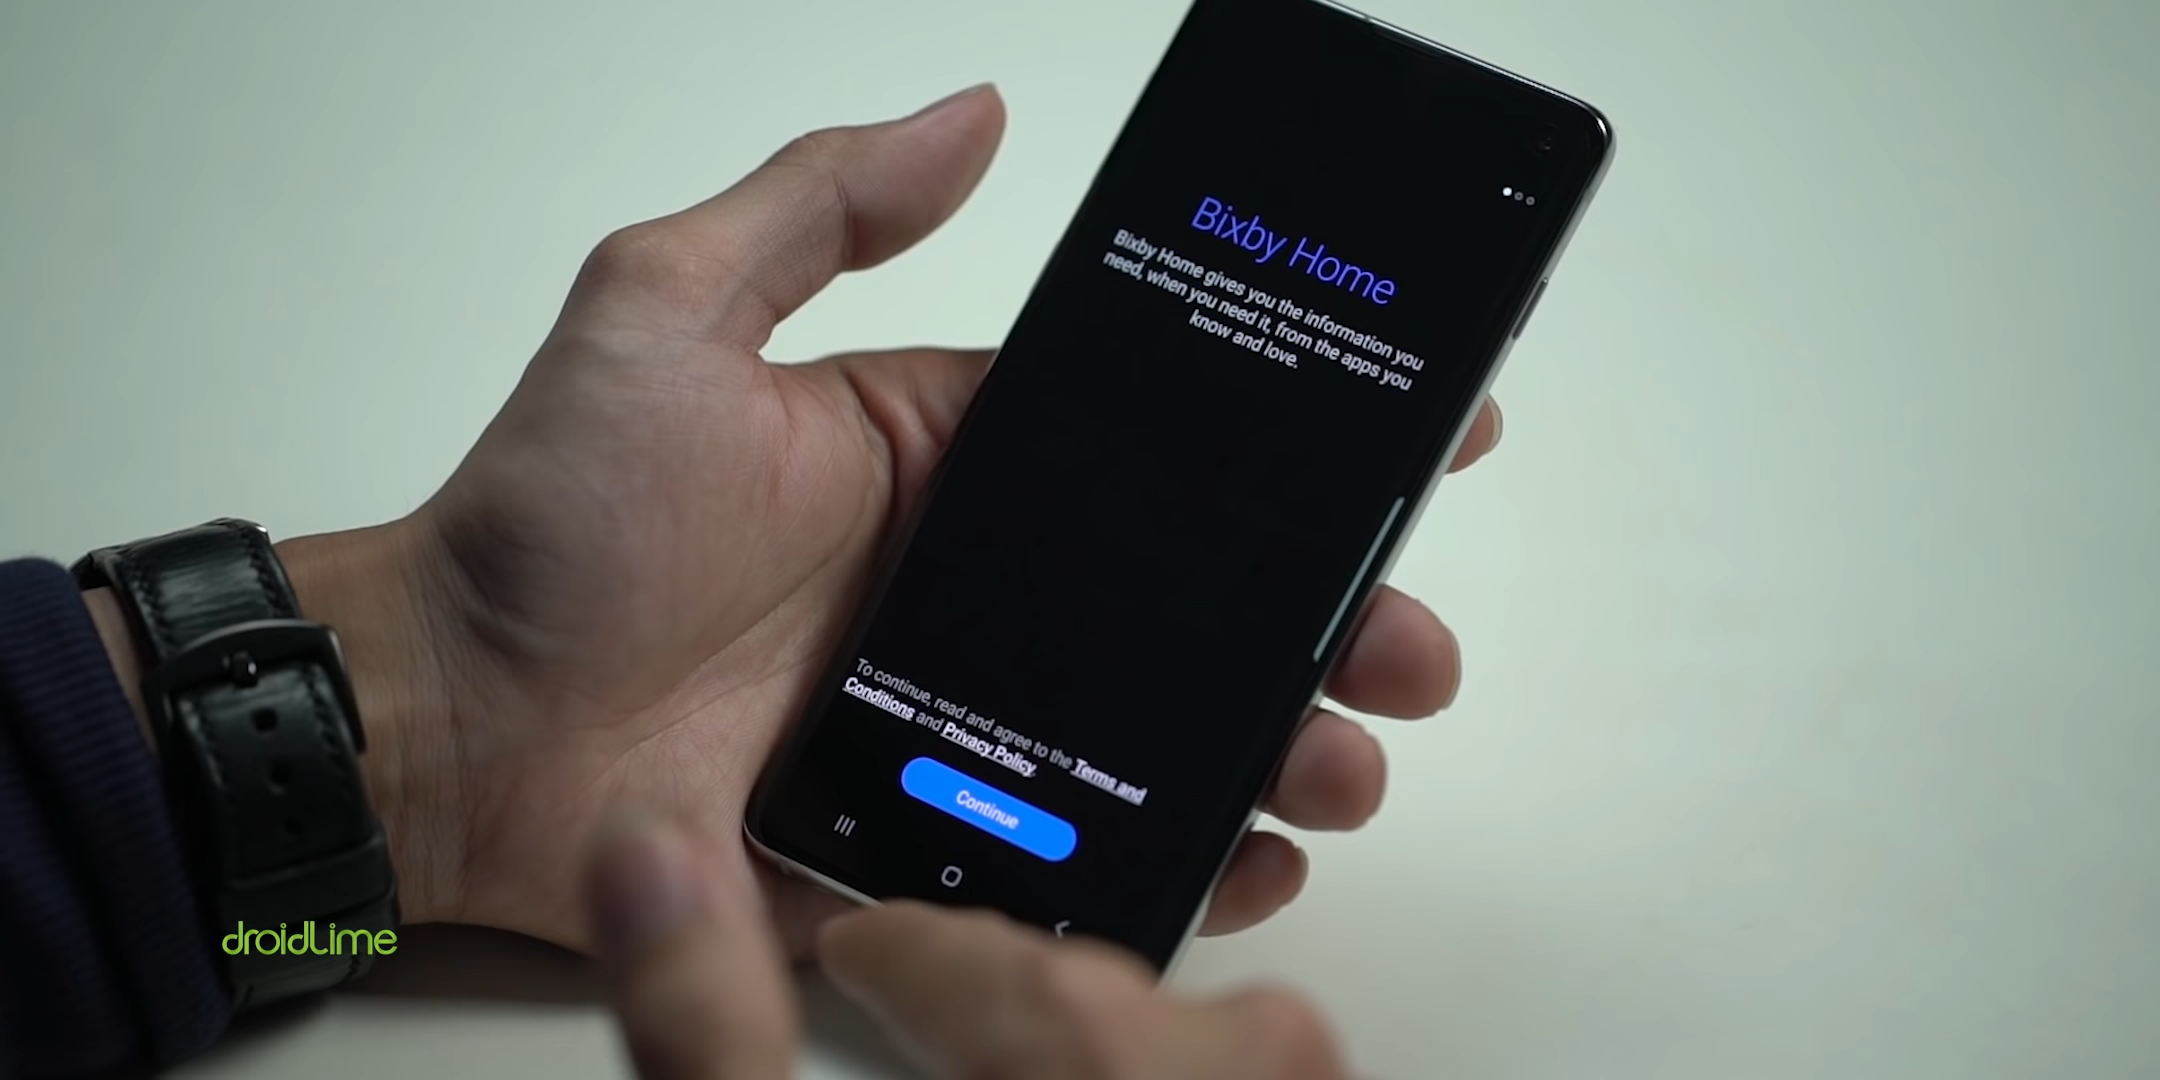 Bixby Home
Bixby Home gives you the information you
need, when you need it, from the apps you
know and love.
To continue, read and agree to the Terms and
Conditions and Privacy Policy.
Continue
droidlime